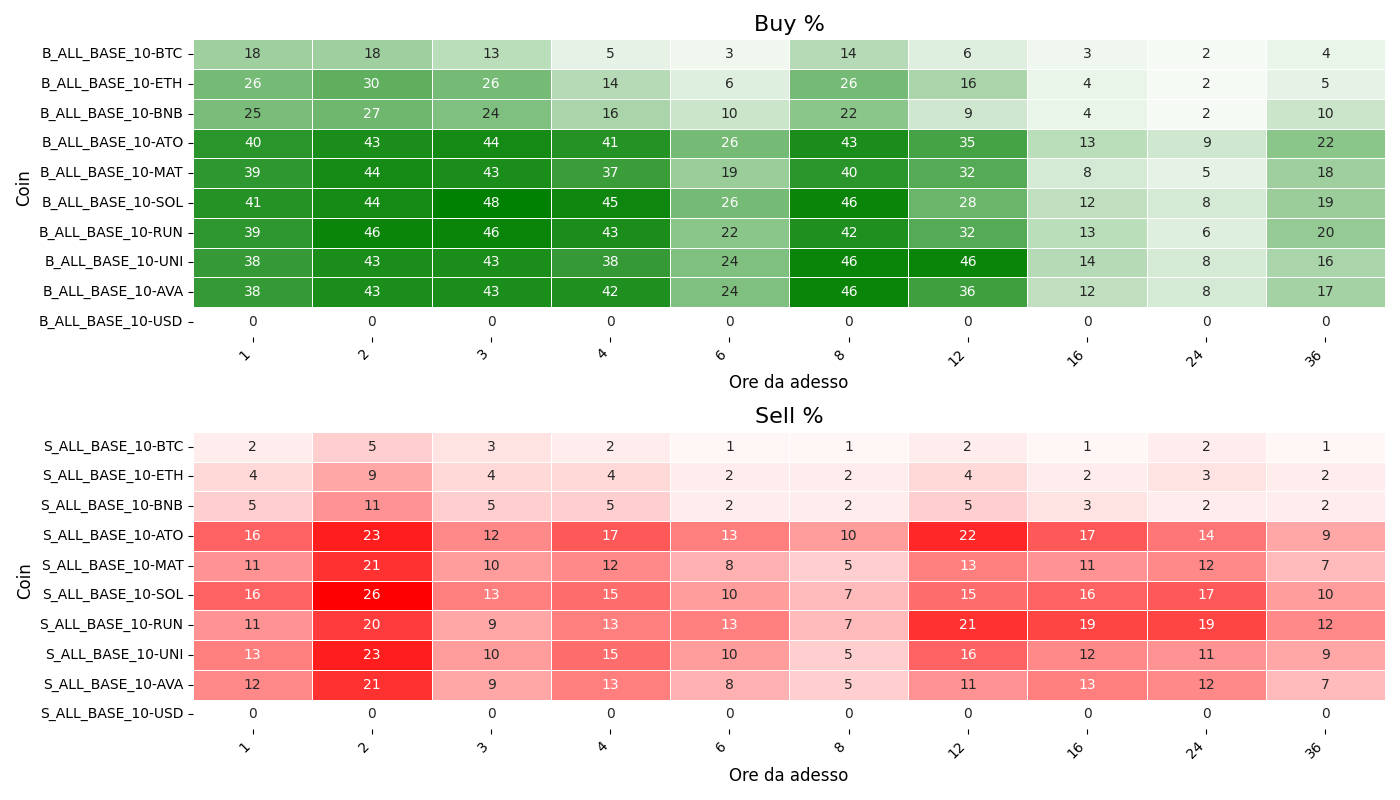 Buy %
Coin
B_ALL_BASE_10-BTC 18 18 13 5 3 14 6 3 2 4
B_ALL_BASE_10-ETH 26 30 26 14 6 26 16 4 2 5
B_ALL_BASE_10-BNB 25 27 24 16 10 22 9 4 2 10
B_ALL_BASE_10-ATO 40 43 44 41 26 43 35 13 9 22
B_ALL_BASE_10-MAT 39 44 43 37 19 40 32 8 5 18
B_ALL_BASE_10-SOL 41 44 48 45 26 46 28 12 8 19
B_ALL_BASE_10-RUN 39 46 46 43 22 42 32 13 6 20
B_ALL_BASE_10-UNI 38 43 43 38 24 46 46 14 8 16
B_ALL_BASE_10-AVA 38 43 43 42 24 46 36 12 8 17
B_ALL_BASE_10-USD 0 0 0 0 0 0 0 0 0 0
1 2 3 4 6 8 12 16 24 36
Ore da adesso
Sell %
Coin
S_ALL_BASE_10-BTC 2 5 3 2 1 1 2 1 2 1
S_ALL_BASE_10-ETH 4 9 4 4 2 2 4 2 3 2
S_ALL_BASE_10-BNB 5 11 5 5 2 2 5 3 2 2
S_ALL_BASE_10-ATO 16 23 12 17 13 10 22 17 14 9
S_ALL_BASE_10-MAT 11 21 10 12 8 5 13 11 12 7
S_ALL_BASE_10-SOL 16 26 13 15 10 7 15 16 17 10
S_ALL_BASE_10-RUN 11 20 9 13 13 7 21 19 19 12
S_ALL_BASE_10-UNI 13 23 10 15 10 5 16 12 11 9
S_ALL_BASE_10-AVA 12 21 9 13 8 5 11 13 12 7
S_ALL_BASE_10-USD 0 0 0 0 0 0 0 0 0 0
1 2 3 4 6 8 12 16 24 36
Ore da adesso